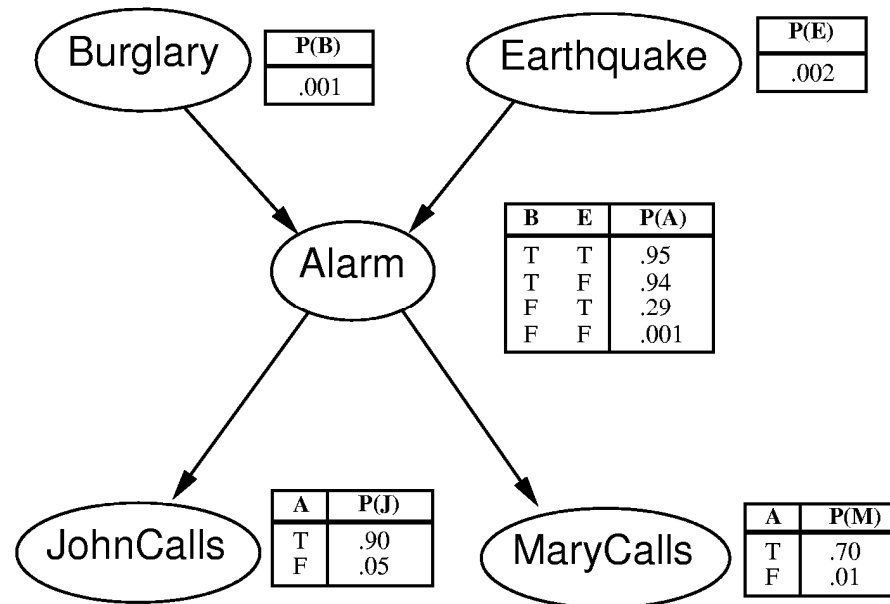 Burglary
P(B)
.001
Earthquake
P(E)
.002
Alarm
B E P(A)
T T .95
T F .94
F T .29
F F .001
JohnCalls
A P(J)
T .90
F .05
MaryCalls
A P(M)
T .70
F .01